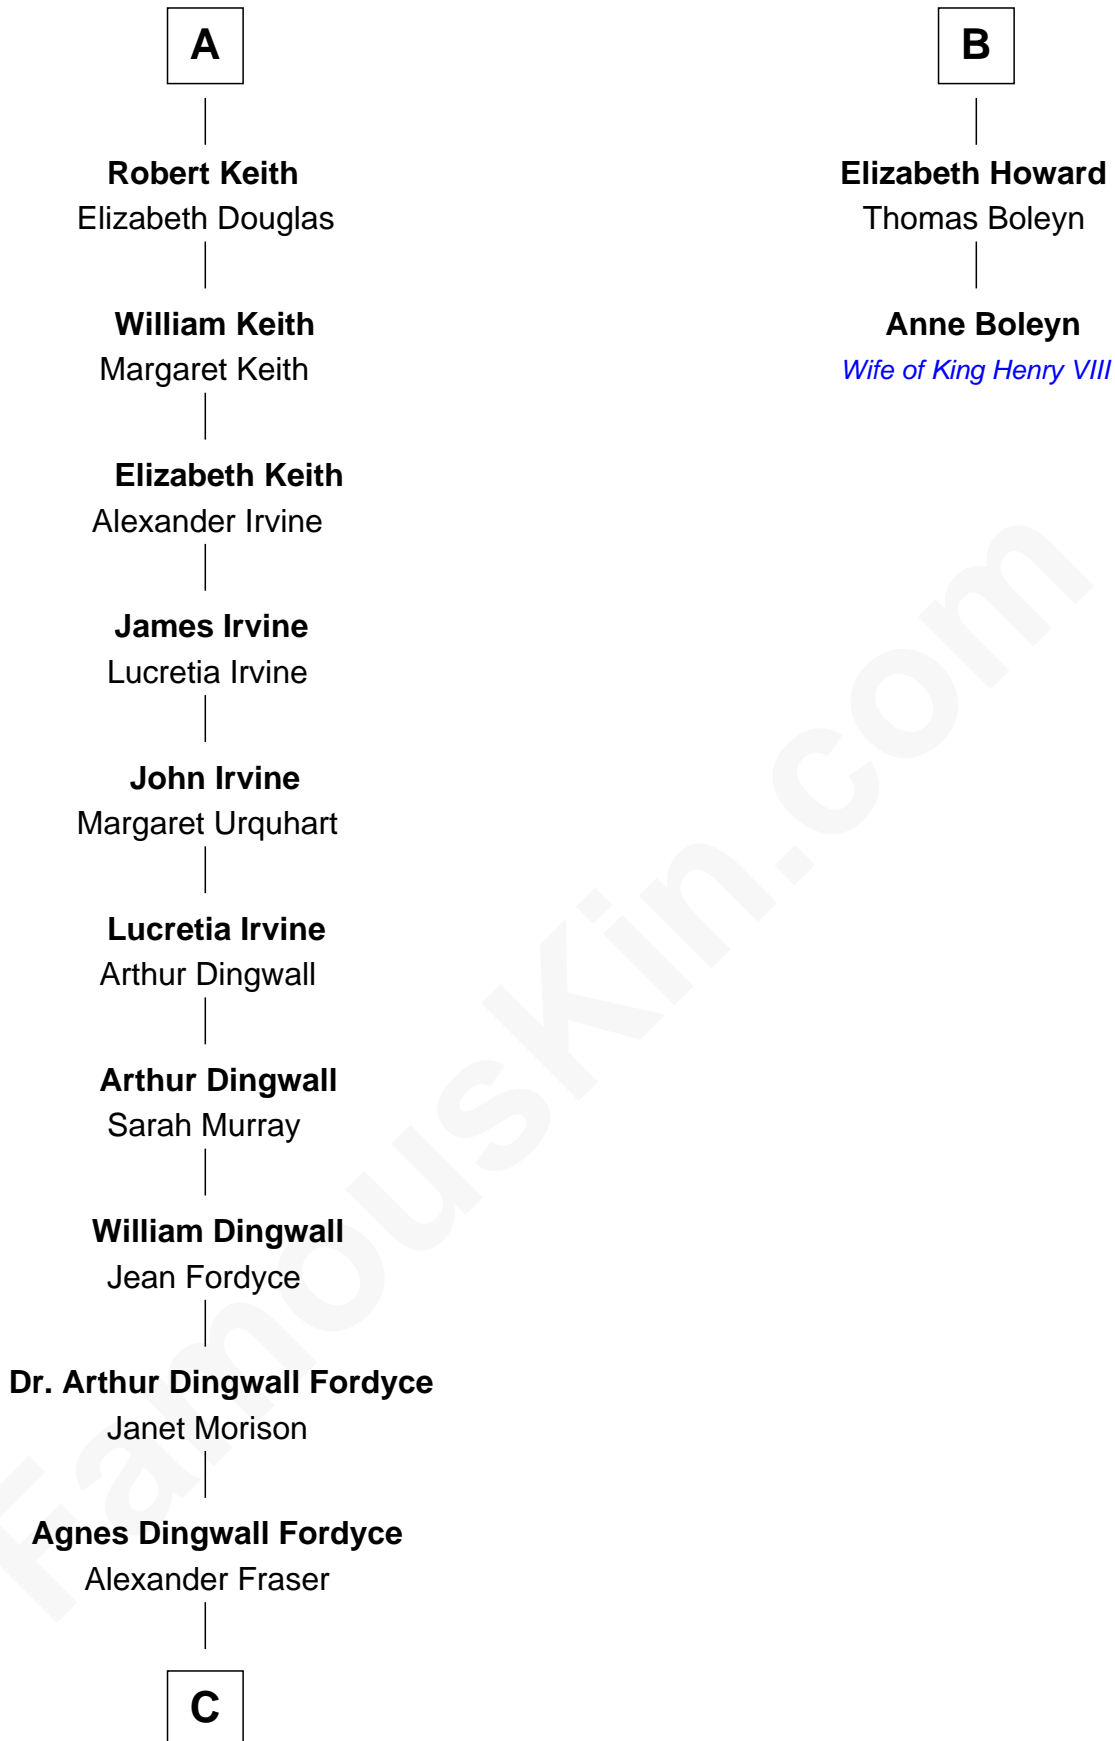 A
Robert Keith
Elizabeth Douglas
William Keith
Margaret Keith
Elizabeth Keith
Alexander Irvine
James Irvine
Lucretia Irvine
John Irvine
Margaret Urquhart
Lucretia Irvine
Arthur Dingwall
Arthur Dingwall
Sarah Murray
William Dingwall
Jean Fordyce
Dr. Arthur Dingwall Fordyce
Janet Morison
Agnes Dingwall Fordyce
Alexander Fraser
C
B
Elizabeth Howard
Thomas Boleyn
Anne Boleyn
Wife of King Henry VIII
FamousKin.com